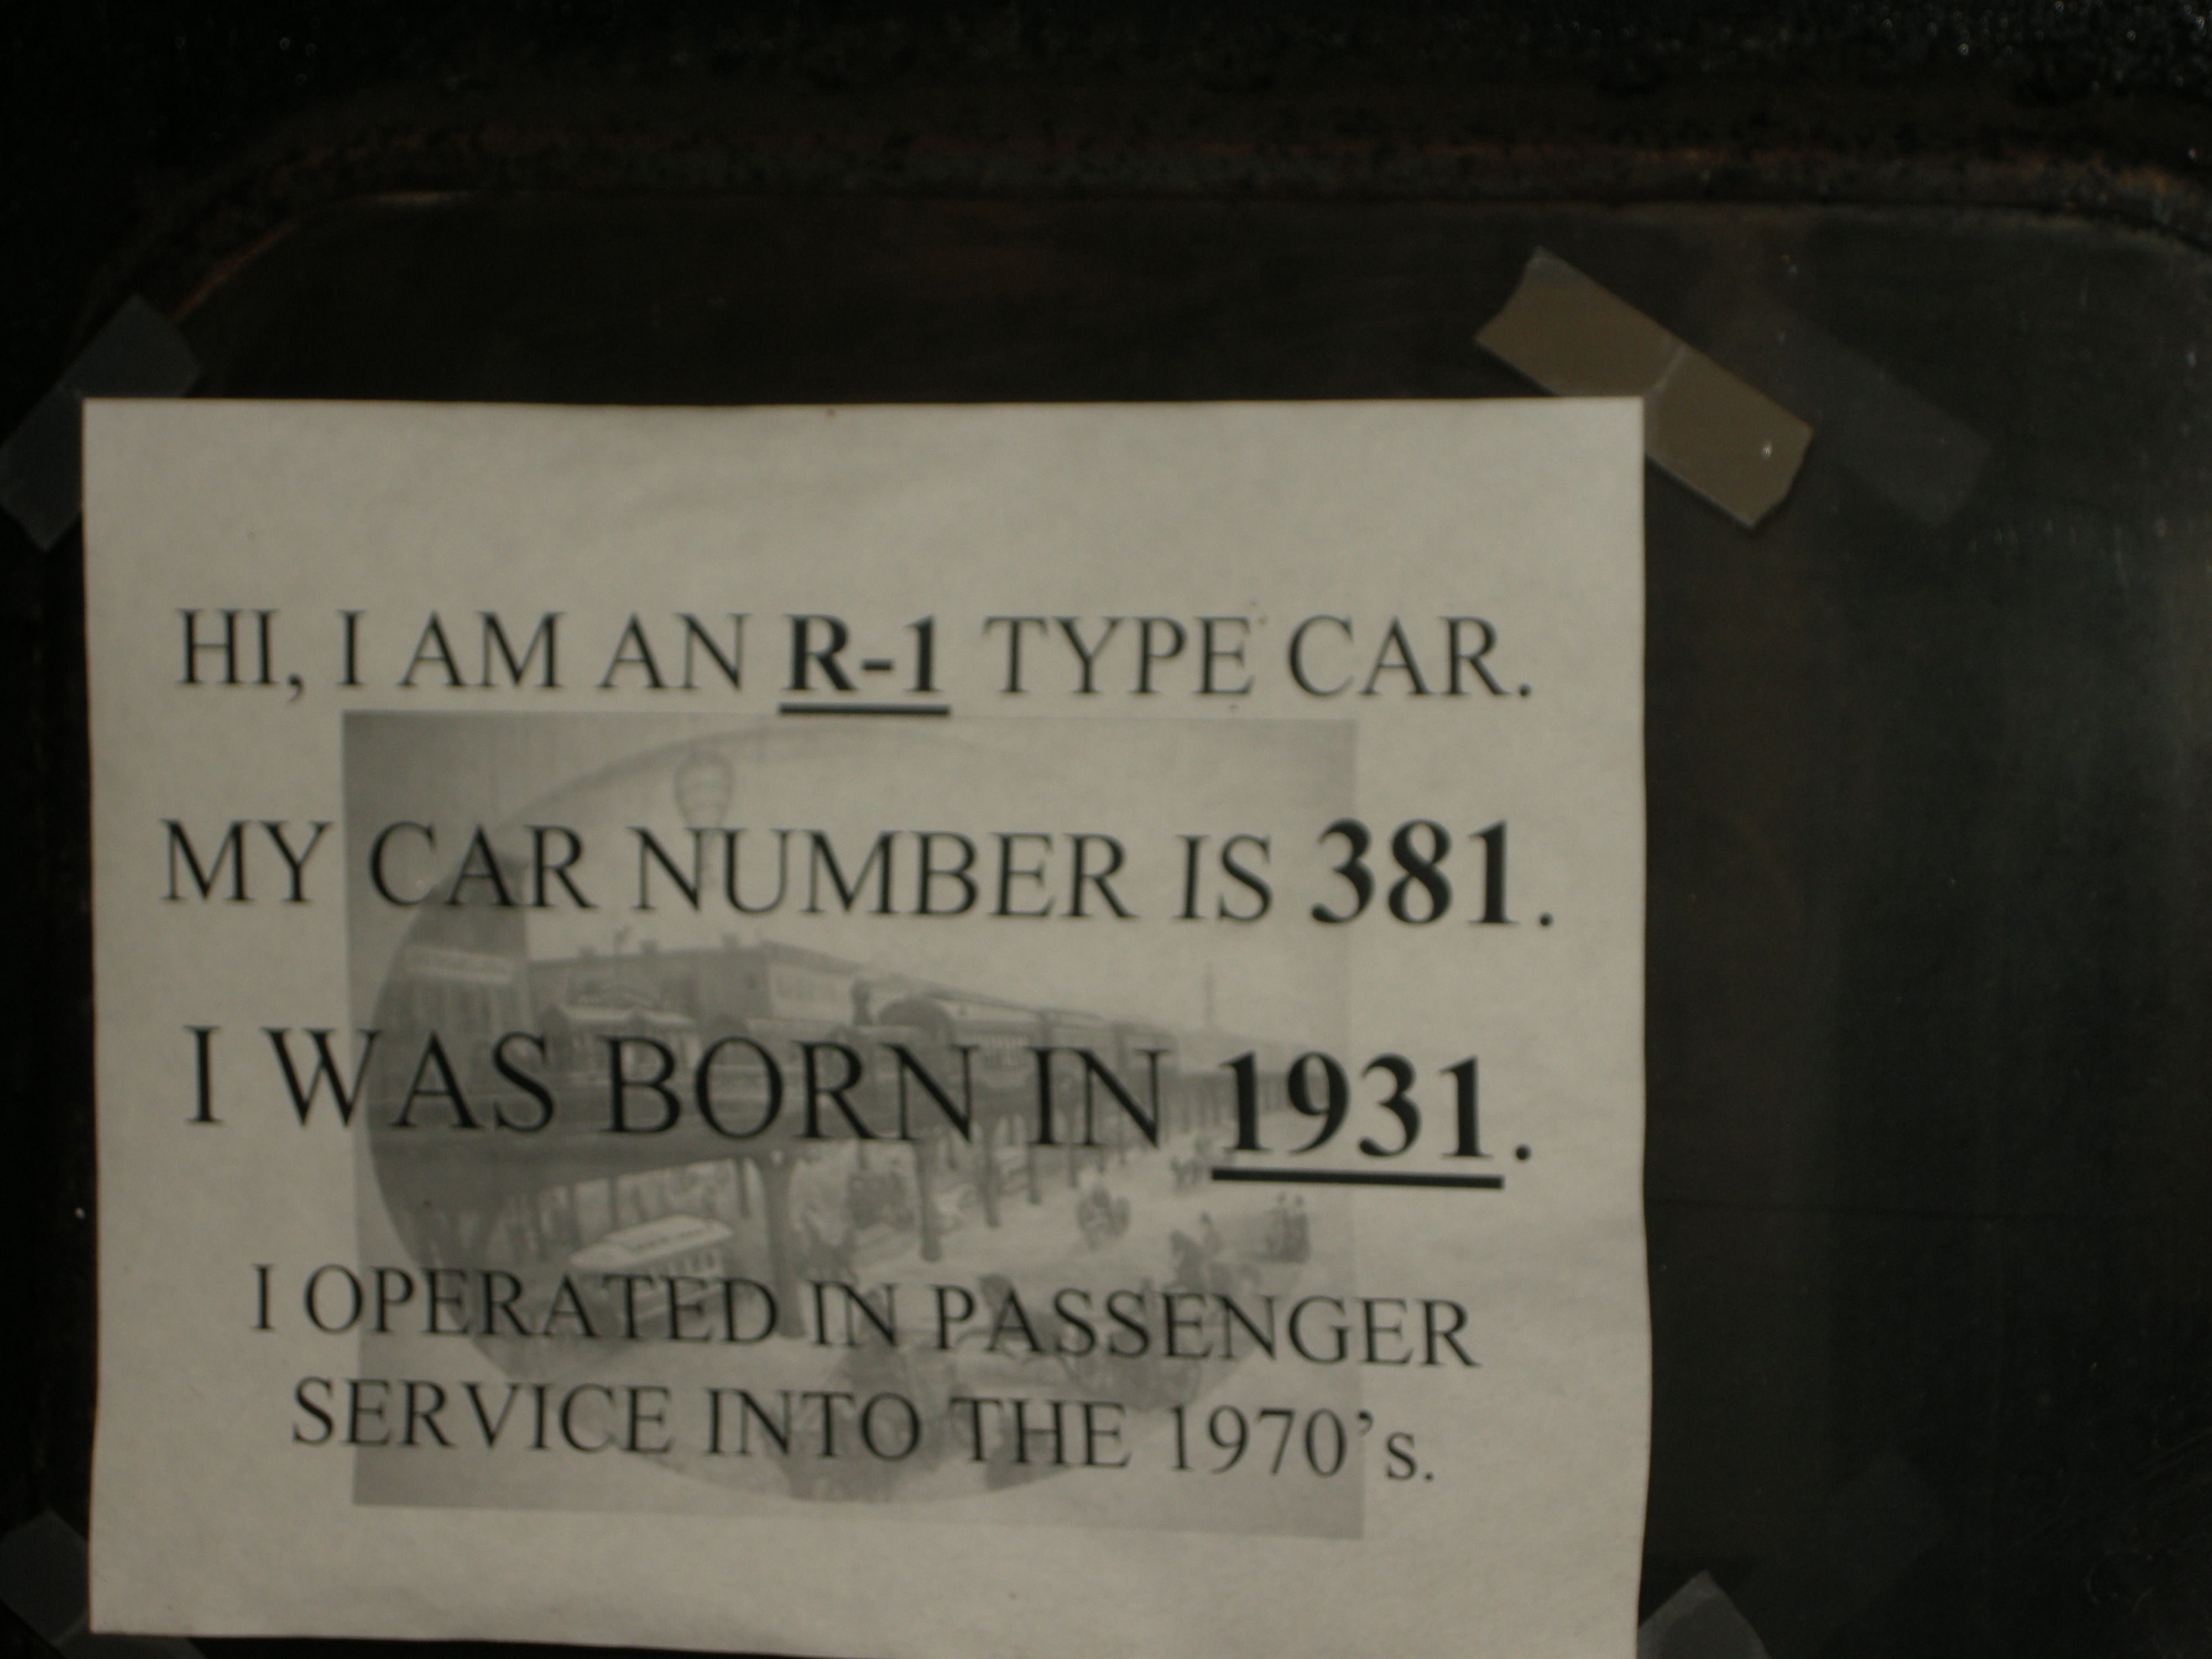 HI, I AM AN R-1 TYPE CAR.
MY CAR NUMBER IS 381.
I WAS BORN IN 1931.
I OPERATED IN PASSENGER
SERVICE INTO THE 1970's.